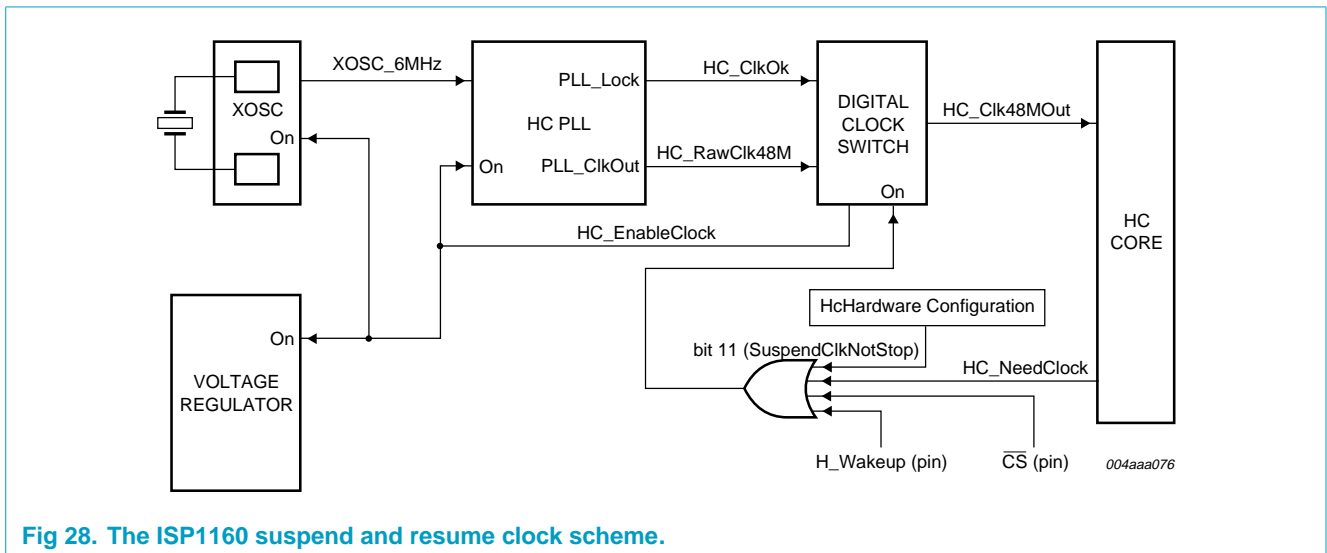 XOSC_6MHz
XOSC
On
PLL_Lock
HC PLL
On
PLL_ClkOut
HC_ClkOk
HC_RawClk48M
DIGITAL
CLOCK
SWITCH
On
HC_Clk48MOut
HC
CORE
HC_EnableClock
HcHardware Configuration
On
VOLTAGE
REGULATOR
bit 11 (SuspendClkNotStop)
HC_NeedClock
H_Wakeup (pin)
C̅S̅ (pin)
004aaa076
Fig 28. The ISP1160 suspend and resume clock scheme.